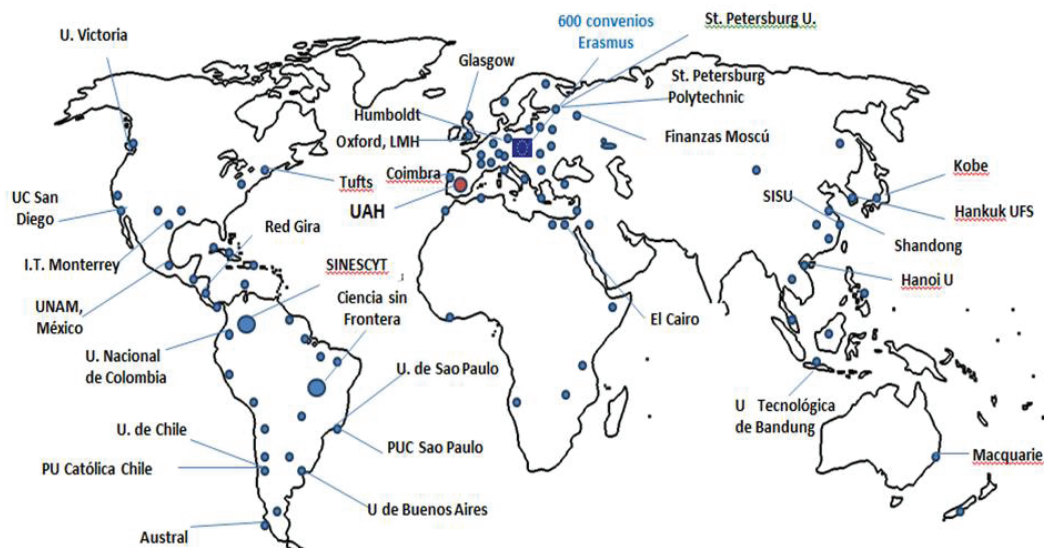 U. Victoria
Glasgow
600 convenios
Erasmus
St. Petersburg U.
St. Petersburg
Polytechnic
Humboldt
Oxford, LMH
Finanzas Moscú
Tufts
Coimbra
UAH
UC San
Diego
Red Gira
I.T. Monterrey
SINESCYT
UNAM,
México
Ciencia sin
Frontera
SISU
Kobe
Hankuk UFS
Shandong
Hanoi U
El Cairo
U. Nacional
de Colombia
U. de Sao Paulo
U Tecnológica
de Bandung
U. de Chile
PUC Sao Paulo
PU Católica Chile
Macquarie
U de Buenos Aires
Austral